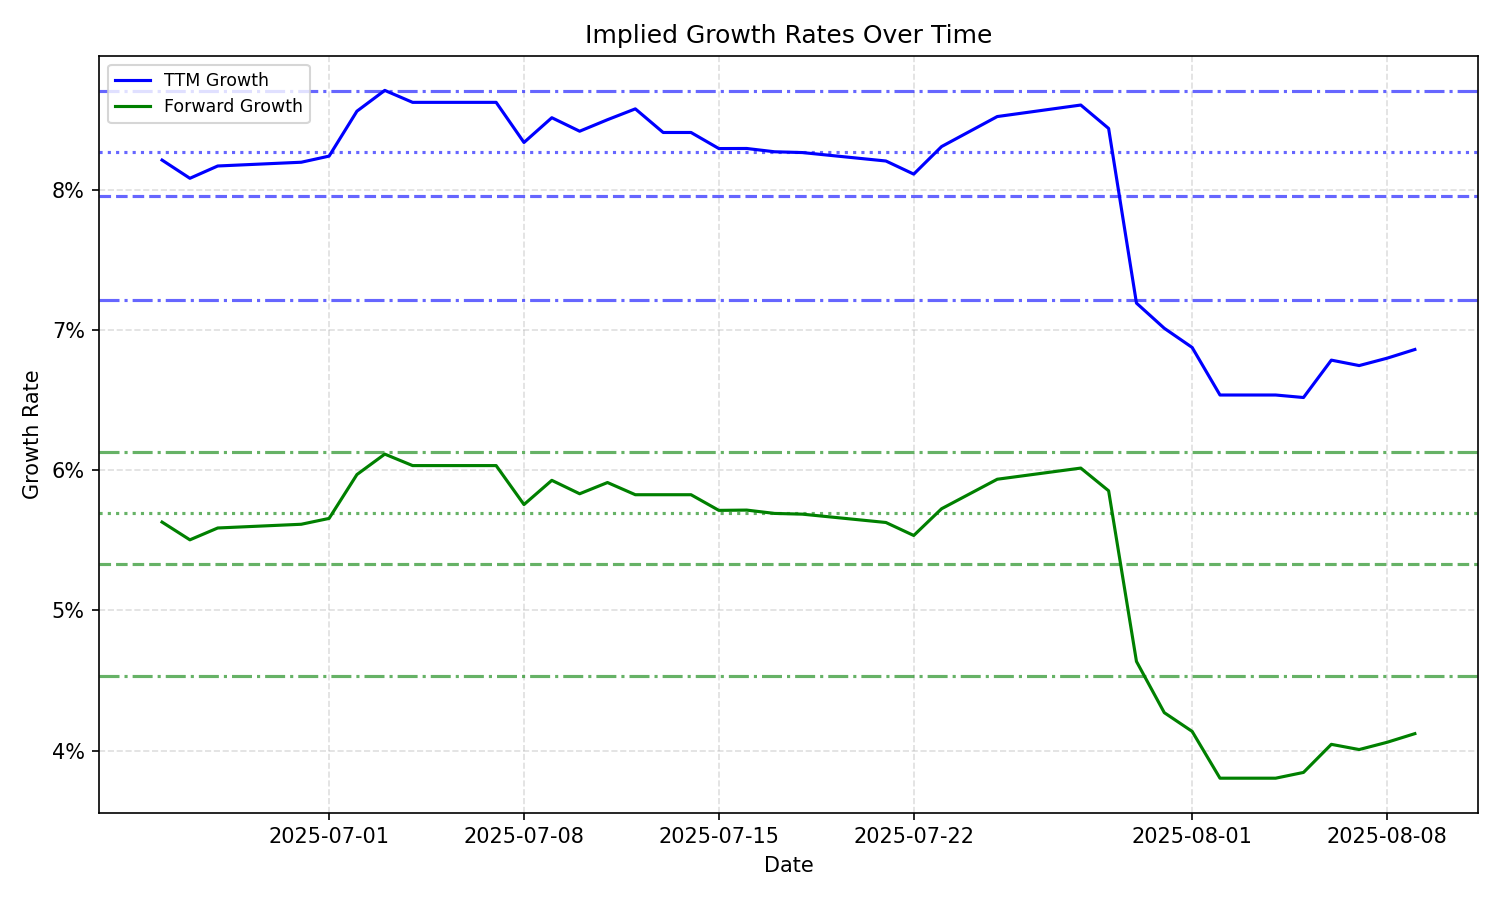 Implied Growth Rates Over Time
TTM Growth
Forward Growth
8%
7%
6%
5%
4%
Growth Rate
2025-07-01
2025-07-08
2025-07-15
2025-07-22
2025-08-01
2025-08-08
Date